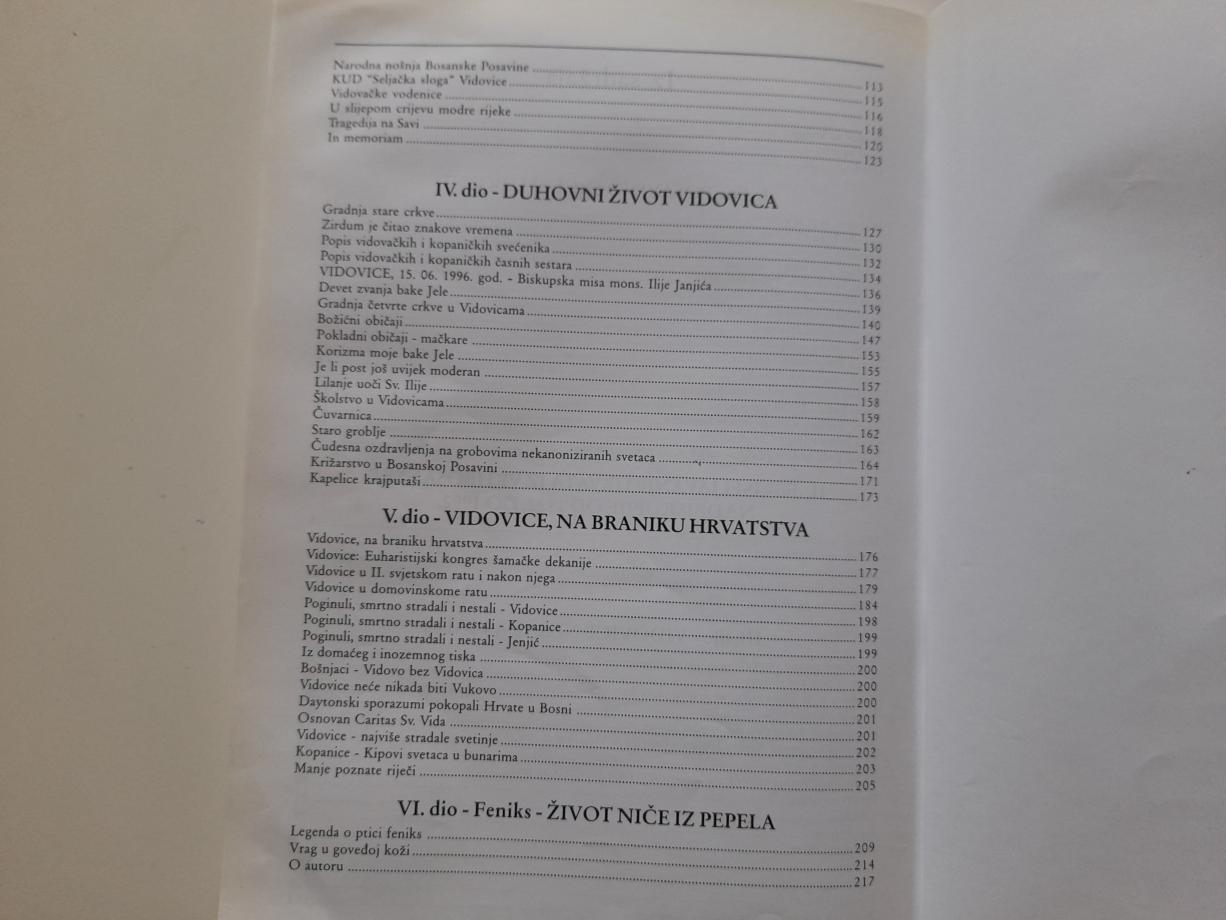 Narodna nošnja Bosanske Posavine ... 113
KUD "Seljačka sloga" Vidovice ... 115
Vidovačke vodenice ... 116
U slijepom crijevu modre rijeke ... 118
Tragedija na Savi ... 120
In memoriam ... 123
IV. dio - DUHOVNI ŽIVOT VIDOVICA
Gradnja stare crkve ... 127
Zirdum je čitao znakove vremena ... 130
Popis vidovačkih i kopaničkih svećenika ... 132
Popis vidovačkih i kopaničkih časnih sestara ... 134
VIDOVICE, 15. 06. 1996. god. - Biskupska misa mons. Ilije Janjića ... 136
Devet zvanja bake Jele ... 139
Gradnja četvrte crkve u Vidovicama ... 140
Božićni običaji ... 147
Pokladni običaji - mačkare ... 153
Korizma moje bake Jele ... 155
Je li post još uvijek moderan ... 157
Lilanje uoči Sv. Ilije ... 158
Školstvo u Vidovicama ... 159
Čuvarnica ... 162
Staro groblje ... 163
Čudesna ozdravljenja na grobovima nekanoniziranih svetaca ... 164
Križarstvo u Bosanskoj Posavini ... 171
Kapelice krajputaši ... 173
V. dio - VIDOVICE, NA BRANIKU HRVATSTVA
Vidovice, na braniku hrvatstva ... 176
Vidovice: Euharistijski kongres šamačke dekanije ... 177
Vidovice u II. svjetskom ratu i nakon njega ... 179
Vidovice u domovinskome ratu ... 184
Poginuli, smrtno stradali i nestali - Vidovice ... 198
Poginuli, smrtno stradali i nestali - Kopanice ... 199
Poginuli, smrtno stradali i nestali - Jenjić ... 199
Iz domaćeg i inozemnog tiska ... 200
Bošnjaci - Vidovo bez Vidovica ... 200
Vidovice neće nikada biti Vukovo ... 200
Daytonski sporazumi pokopali Hrvate u Bosni ... 201
Osnovan Caritas Sv. Vida ... 201
Vidovice - najviše stradale svetinje ... 202
Kopanice - Kipovi svetaca u bunarima ... 203
Manje poznate riječi ... 205
VI. dio - Feniks - ŽIVOT NIČE IZ PEPELA
Legenda o ptici feniks ... 209
Vrag u goveđoj koži ... 214
O autoru ... 217